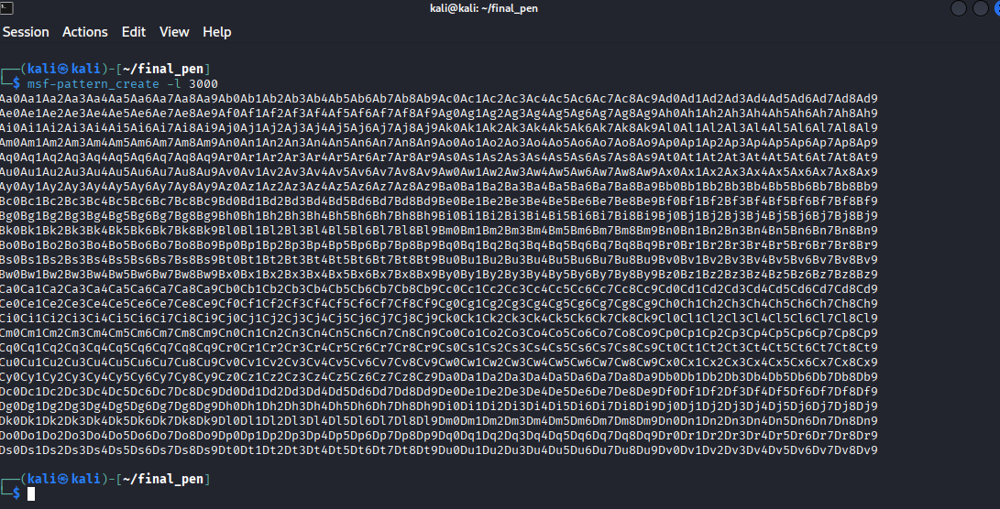 kali@kali: ~/final_pen
Session Actions Edit View Help
┌──(kali㉿kali)-[~/final_pen]
└─$ msf-pattern_create -l 3000
Aa0Aa1Aa2Aa3Aa4Aa5Aa6Aa7Aa8Aa9Ab0Ab1Ab2Ab3Ab4Ab5Ab6Ab7Ab8Ab9Ac0Ac1Ac2Ac3Ac4Ac5Ac6Ac7Ac8Ac9Ad0Ad1Ad2Ad3Ad4Ad5Ad6Ad7Ad8Ad9
Ae0Ae1Ae2Ae3Ae4Ae5Ae6Ae7Ae8Ae9Af0Af1Af2Af3Af4Af5Af6Af7Af8Af9Ag0Ag1Ag2Ag3Ag4Ag5Ag6Ag7Ag8Ag9Ah0Ah1Ah2Ah3Ah4Ah5Ah6Ah7Ah8Ah9
Ai0Ai1Ai2Ai3Ai4Ai5Ai6Ai7Ai8Ai9Aj0Aj1Aj2Aj3Aj4Aj5Aj6Aj7Aj8Aj9Ak0Ak1Ak2Ak3Ak4Ak5Ak6Ak7Ak8Ak9Al0Al1Al2Al3Al4Al5Al6Al7Al8Al9
Am0Am1Am2Am3Am4Am5Am6Am7Am8Am9An0An1An2An3An4An5An6An7An8An9Ao0Ao1Ao2Ao3Ao4Ao5Ao6Ao7Ao8Ao9Ap0Ap1Ap2Ap3Ap4Ap5Ap6Ap7Ap8Ap9
Aq0Aq1Aq2Aq3Aq4Aq5Aq6Aq7Aq8Aq9Ar0Ar1Ar2Ar3Ar4Ar5Ar6Ar7Ar8Ar9As0As1As2As3As4As5As6As7As8As9At0At1At2At3At4At5At6At7At8At9
Au0Au1Au2Au3Au4Au5Au6Au7Au8Au9Av0Av1Av2Av3Av4Av5Av6Av7Av8Av9Aw0Aw1Aw2Aw3Aw4Aw5Aw6Aw7Aw8Aw9Ax0Ax1Ax2Ax3Ax4Ax5Ax6Ax7Ax8Ax9
Ay0Ay1Ay2Ay3Ay4Ay5Ay6Ay7Ay8Ay9Az0Az1Az2Az3Az4Az5Az6Az7Az8Az9Ba0Ba1Ba2Ba3Ba4Ba5Ba6Ba7Ba8Ba9Bb0Bb1Bb2Bb3Bb4Bb5Bb6Bb7Bb8Bb9
Bc0Bc1Bc2Bc3Bc4Bc5Bc6Bc7Bc8Bc9Bd0Bd1Bd2Bd3Bd4Bd5Bd6Bd7Bd8Bd9Be0Be1Be2Be3Be4Be5Be6Be7Be8Be9Bf0Bf1Bf2Bf3Bf4Bf5Bf6Bf7Bf8Bf9
Bg0Bg1Bg2Bg3Bg4Bg5Bg6Bg7Bg8Bg9Bh0Bh1Bh2Bh3Bh4Bh5Bh6Bh7Bh8Bh9Bi0Bi1Bi2Bi3Bi4Bi5Bi6Bi7Bi8Bi9Bj0Bj1Bj2Bj3Bj4Bj5Bj6Bj7Bj8Bj9
Bk0Bk1Bk2Bk3Bk4Bk5Bk6Bk7Bk8Bk9Bl0Bl1Bl2Bl3Bl4Bl5Bl6Bl7Bl8Bl9Bm0Bm1Bm2Bm3Bm4Bm5Bm6Bm7Bm8Bm9Bn0Bn1Bn2Bn3Bn4Bn5Bn6Bn7Bn8Bn9
Bo0Bo1Bo2Bo3Bo4Bo5Bo6Bo7Bo8Bo9Bp0Bp1Bp2Bp3Bp4Bp5Bp6Bp7Bp8Bp9Bq0Bq1Bq2Bq3Bq4Bq5Bq6Bq7Bq8Bq9Br0Br1Br2Br3Br4Br5Br6Br7Br8Br9
Bs0Bs1Bs2Bs3Bs4Bs5Bs6Bs7Bs8Bs9Bt0Bt1Bt2Bt3Bt4Bt5Bt6Bt7Bt8Bt9Bu0Bu1Bu2Bu3Bu4Bu5Bu6Bu7Bu8Bu9Bv0Bv1Bv2Bv3Bv4Bv5Bv6Bv7Bv8Bv9
Bw0Bw1Bw2Bw3Bw4Bw5Bw6Bw7Bw8Bw9Bx0Bx1Bx2Bx3Bx4Bx5Bx6Bx7Bx8Bx9By0By1By2By3By4By5By6By7By8By9Bz0Bz1Bz2Bz3Bz4Bz5Bz6Bz7Bz8Bz9
Ca0Ca1Ca2Ca3Ca4Ca5Ca6Ca7Ca8Ca9Cb0Cb1Cb2Cb3Cb4Cb5Cb6Cb7Cb8Cb9Cc0Cc1Cc2Cc3Cc4Cc5Cc6Cc7Cc8Cc9Cd0Cd1Cd2Cd3Cd4Cd5Cd6Cd7Cd8Cd9
Ce0Ce1Ce2Ce3Ce4Ce5Ce6Ce7Ce8Ce9Cf0Cf1Cf2Cf3Cf4Cf5Cf6Cf7Cf8Cf9Cg0Cg1Cg2Cg3Cg4Cg5Cg6Cg7Cg8Cg9Ch0Ch1Ch2Ch3Ch4Ch5Ch6Ch7Ch8Ch9
Ci0Ci1Ci2Ci3Ci4Ci5Ci6Ci7Ci8Ci9Cj0Cj1Cj2Cj3Cj4Cj5Cj6Cj7Cj8Cj9Ck0Ck1Ck2Ck3Ck4Ck5Ck6Ck7Ck8Ck9Cl0Cl1Cl2Cl3Cl4Cl5Cl6Cl7Cl8Cl9
Cm0Cm1Cm2Cm3Cm4Cm5Cm6Cm7Cm8Cm9Cn0Cn1Cn2Cn3Cn4Cn5Cn6Cn7Cn8Cn9Co0Co1Co2Co3Co4Co5Co6Co7Co8Co9Cp0Cp1Cp2Cp3Cp4Cp5Cp6Cp7Cp8Cp9
Cq0Cq1Cq2Cq3Cq4Cq5Cq6Cq7Cq8Cq9Cr0Cr1Cr2Cr3Cr4Cr5Cr6Cr7Cr8Cr9Cs0Cs1Cs2Cs3Cs4Cs5Cs6Cs7Cs8Cs9Ct0Ct1Ct2Ct3Ct4Ct5Ct6Ct7Ct8Ct9
Cu0Cu1Cu2Cu3Cu4Cu5Cu6Cu7Cu8Cu9Cv0Cv1Cv2Cv3Cv4Cv5Cv6Cv7Cv8Cv9Cw0Cw1Cw2Cw3Cw4Cw5Cw6Cw7Cw8Cw9Cx0Cx1Cx2Cx3Cx4Cx5Cx6Cx7Cx8Cx9
Cy0Cy1Cy2Cy3Cy4Cy5Cy6Cy7Cy8Cy9Cz0Cz1Cz2Cz3Cz4Cz5Cz6Cz7Cz8Cz9Da0Da1Da2Da3Da4Da5Da6Da7Da8Da9Db0Db1Db2Db3Db4Db5Db6Db7Db8Db9
Dc0Dc1Dc2Dc3Dc4Dc5Dc6Dc7Dc8Dc9Dd0Dd1Dd2Dd3Dd4Dd5Dd6Dd7Dd8Dd9De0De1De2De3De4De5De6De7De8De9Df0Df1Df2Df3Df4Df5Df6Df7Df8Df9
Dg0Dg1Dg2Dg3Dg4Dg5Dg6Dg7Dg8Dg9Dh0Dh1Dh2Dh3Dh4Dh5Dh6Dh7Dh8Dh9Di0Di1Di2Di3Di4Di5Di6Di7Di8Di9Dj0Dj1Dj2Dj3Dj4Dj5Dj6Dj7Dj8Dj9
Dk0Dk1Dk2Dk3Dk4Dk5Dk6Dk7Dk8Dk9Dl0Dl1Dl2Dl3Dl4Dl5Dl6Dl7Dl8Dl9Dm0Dm1Dm2Dm3Dm4Dm5Dm6Dm7Dm8Dm9Dn0Dn1Dn2Dn3Dn4Dn5Dn6Dn7Dn8Dn9
Do0Do1Do2Do3Do4Do5Do6Do7Do8Do9Dp0Dp1Dp2Dp3Dp4Dp5Dp6Dp7Dp8Dp9Dq0Dq1Dq2Dq3Dq4Dq5Dq6Dq7Dq8Dq9Dr0Dr1Dr2Dr3Dr4Dr5Dr6Dr7Dr8Dr9
Ds0Ds1Ds2Ds3Ds4Ds5Ds6Ds7Ds8Ds9Dt0Dt1Dt2Dt3Dt4Dt5Dt6Dt7Dt8Dt9Du0Du1Du2Du3Du4Du5Du6Du7Du8Du9Dv0Dv1Dv2Dv3Dv4Dv5Dv6Dv7Dv8Dv9
┌──(kali㉿kali)-[~/final_pen]
└─$